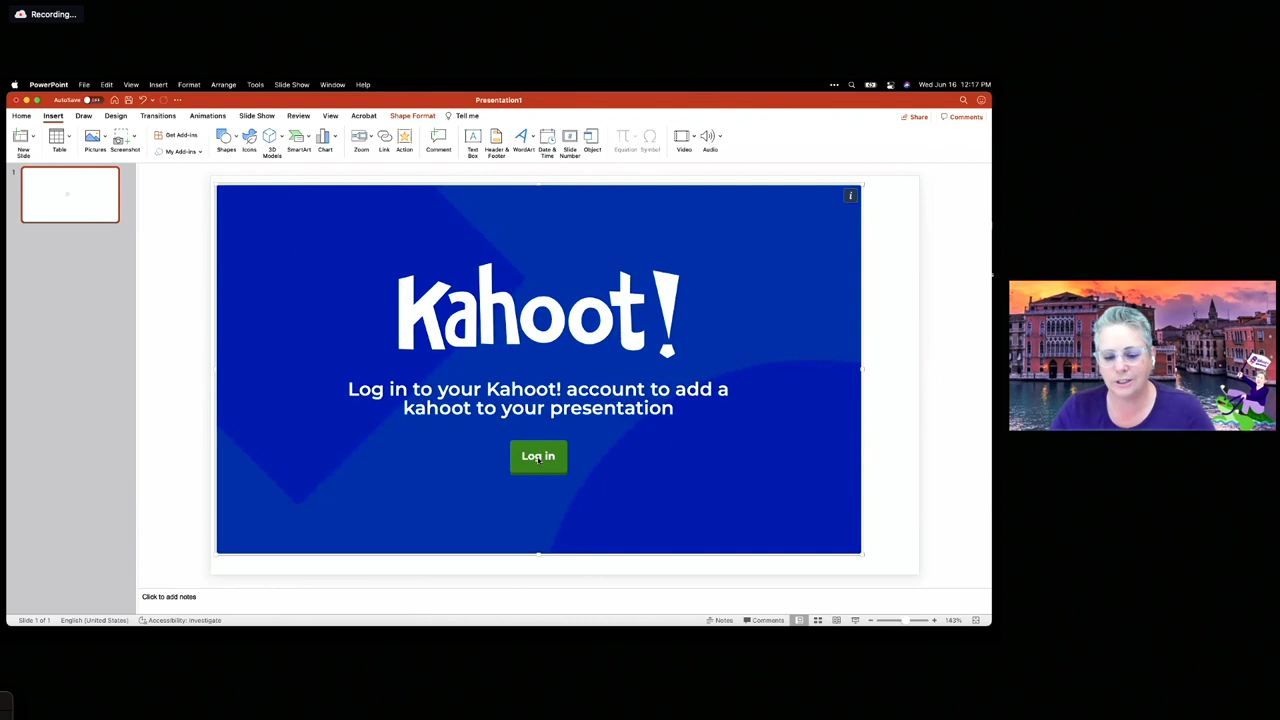 Recording...
PowerPoint File Edit View Insert Format Arrange Tools Slide Show Window Help
Wed Jun 16 12:17 PM
AutoSave OFF
Presentation1
Home Insert Draw Design Transitions Animations Slide Show Review View Acrobat Shape Format Tell me
Share Comments
New Slide
Table
Pictures
Screenshot
Get Add-ins
My Add-ins
Shapes
Icons
3D Models
SmartArt
Chart
Zoom
Link
Action
Comment
Text Box
Header & Footer
WordArt
Date & Time
Slide Number
Object
Equation
Symbol
Video
Audio
1
i
Kahoot!
Log in to your Kahoot! account to add a
kahoot to your presentation
Log in
Click to add notes
Slide 1 of 1 English (United States) Accessibility: Investigate
Notes Comments 143%